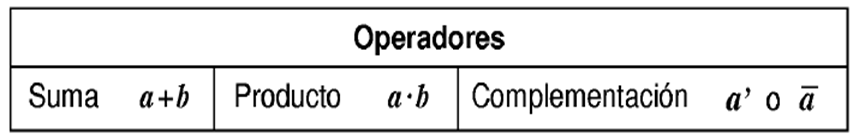 Operadores
Suma a+b Producto a·b Complementación a’ o a̅